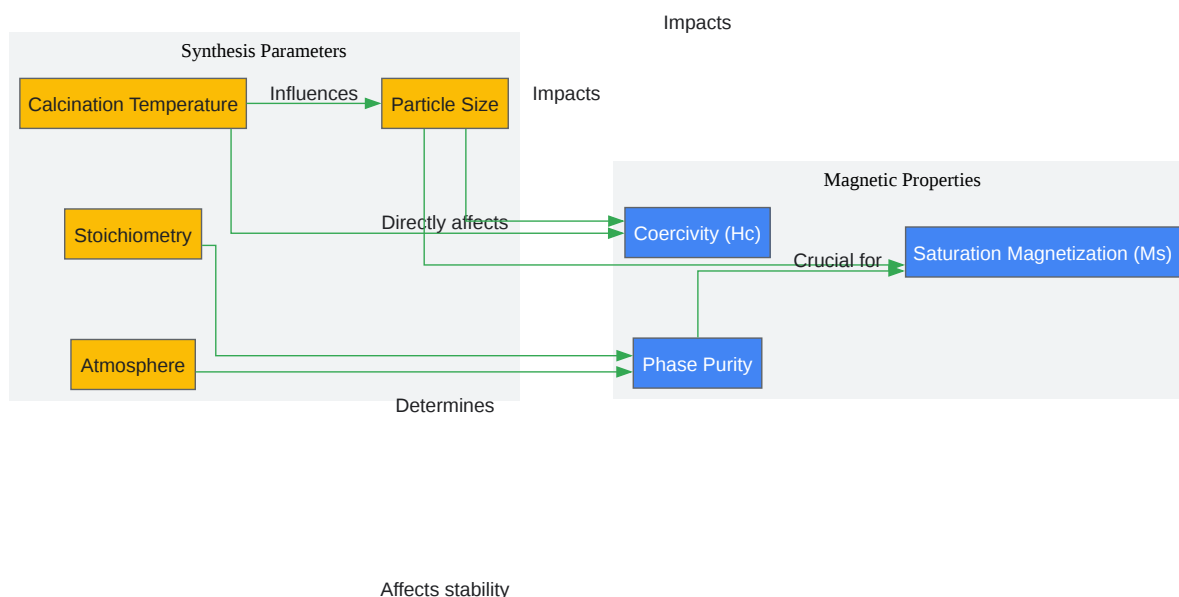 Impacts
Synthesis Parameters
Calcination Temperature
Influences
Particle Size
Impacts
Magnetic Properties
Stoichiometry
Directly affects
Coercivity (Hc)
Crucial for
Saturation Magnetization (Ms)
Atmosphere
Phase Purity
Determines
Affects stability